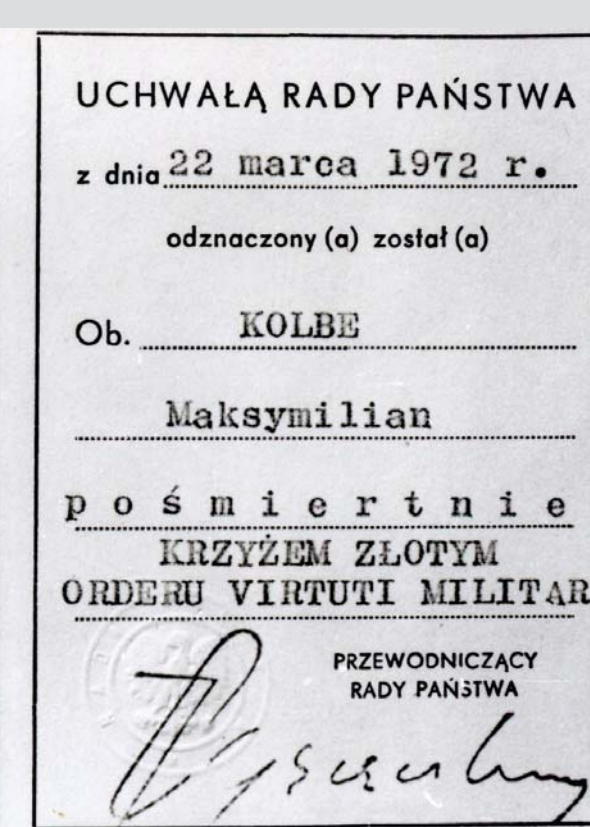 UCHWAŁĄ RADY PAŃSTWA
z dnia 22 marca 1972 r.
odznaczony (a) został (a)
Ob. KOLBE
Maksymilian
pośmiertnie
KRZYŻEM ZŁOTYM
ORDERU VIRTUTI MILITAR
PRZEWODNICZĄCY
RADY PAŃSTWA